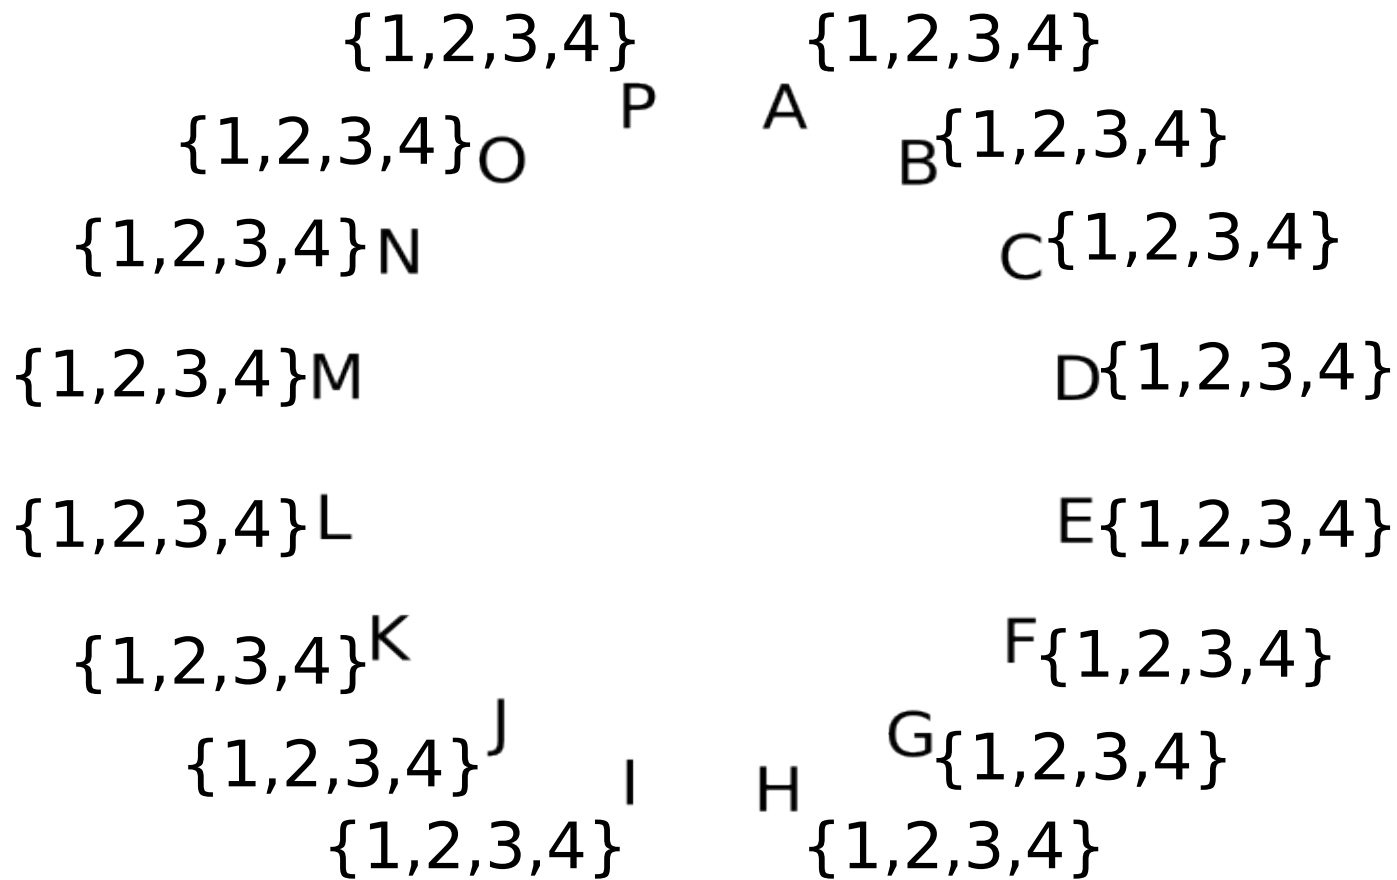 {1,2,3,4} {1,2,3,4}
P A
{1,2,3,4} O B {1,2,3,4}
{1,2,3,4} N C {1,2,3,4}
{1,2,3,4} M D {1,2,3,4}
{1,2,3,4} L E {1,2,3,4}
{1,2,3,4} K F {1,2,3,4}
{1,2,3,4} J G {1,2,3,4}
I H
{1,2,3,4} {1,2,3,4}